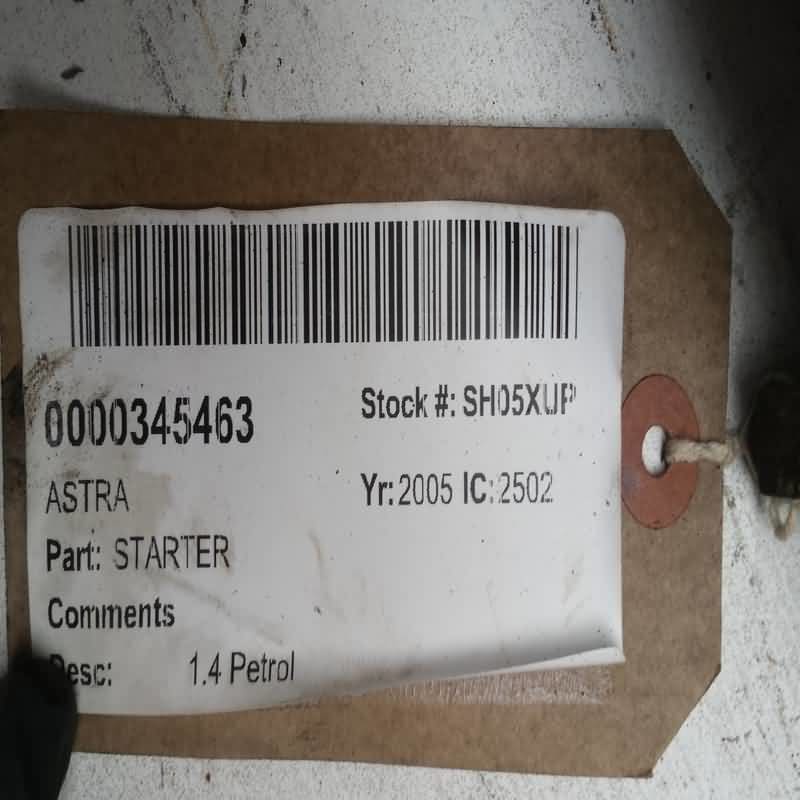 0000345463 Stock #: SH05XUP
ASTRA Yr: 2005 IC: 2502
Part: STARTER
Comments
Desc: 1.4 Petrol